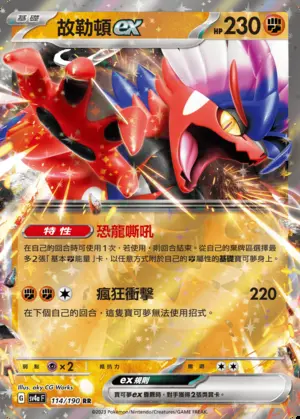 基礎
故勒頓ex
HP 230
特性 恐龍嘶吼
在自己的回合時可使用1次，若使用，則回合結束。從自己的棄牌區選擇最
多2張「基本 能量」卡，以任意方式附於自己的 屬性的基礎寶可夢身上。
瘋狂衝擊 220
在下個自己的回合，這隻寶可夢無法使用招式。
弱點 ×2 抵抗力 撤退
Illus. aky CG Works
ex規則
寶可夢ex昏厥時，對手獲得2張獎賞卡。
G sv4a F 114/190 RR
©2023 Pokémon/Nintendo/Creatures/GAME FREAK.